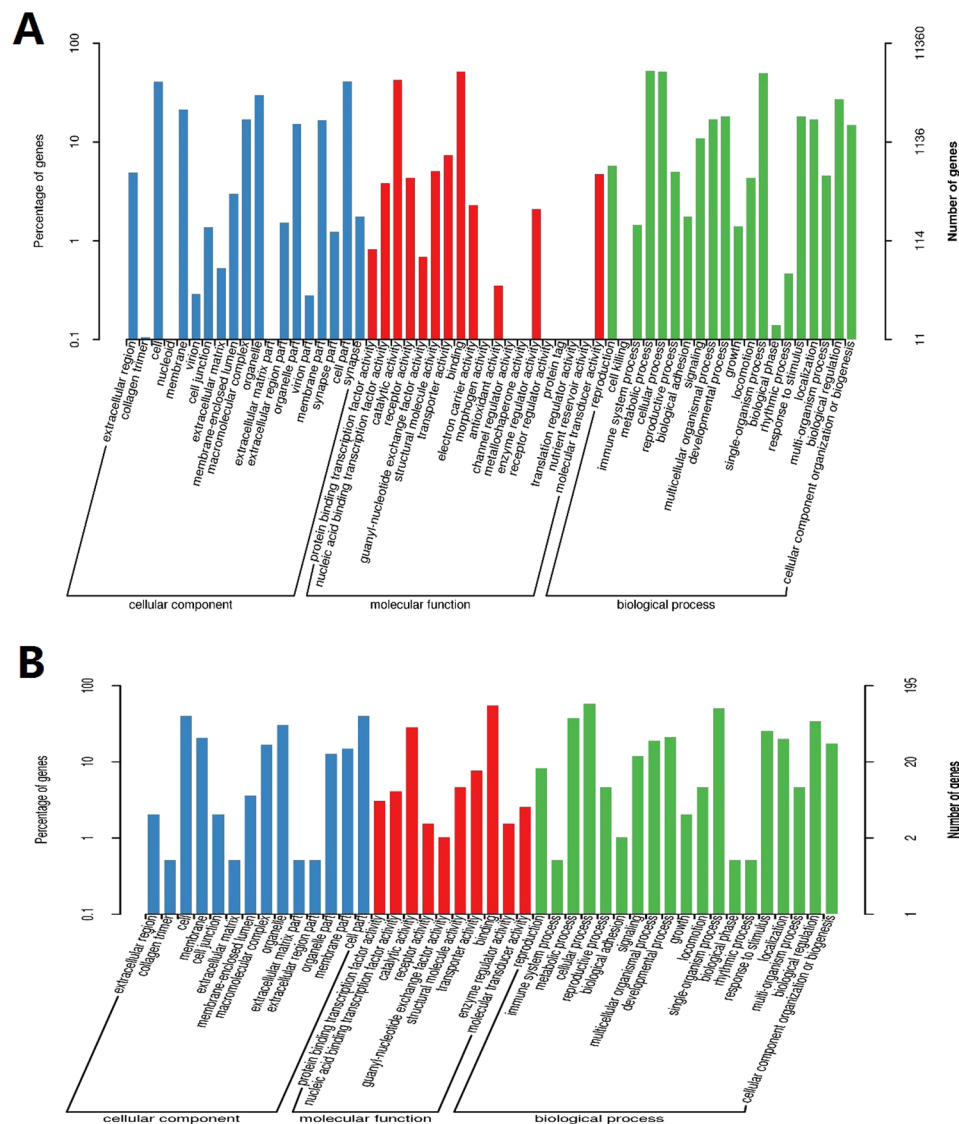 A
100
10
1
0.1
Percentage of genes
11360
1136
114
11
Number of genes
extracellular region
collagen trimer
cell
nucleoid
membrane
virion
cell junction
extracellular matrix
membrane-enclosed lumen
macromolecular complex
organelle
extracellular matrix part
extracellular region part
organelle part
virion part
membrane part
synapse part
cell part
synapse
protein binding transcription factor activity
nucleic acid binding transcription factor activity
catalytic activity
receptor activity
guanyl-nucleotide exchange factor activity
structural molecule activity
transporter activity
binding
electron carrier activity
morphogen activity
antioxidant activity
channel regulator activity
metallochaperone activity
enzyme regulator activity
receptor regulator activity
protein tag
translation regulator activity
nutrient reservoir activity
molecular transducer activity
reproduction
cell killing
immune system process
metabolic process
cellular process
reproductive process
biological adhesion
signaling
multicellular organismal process
developmental process
growth
locomotion
single-organism process
biological phase
rhythmic process
response to stimulus
localization
multi-organism process
biological regulation
cellular component organization or biogenesis
cellular component
molecular function
biological process
B
100
10
1
0.1
Percentage of genes
195
20
2
1
Number of genes
extracellular region
collagen trimer
cell
membrane
cell junction
extracellular matrix
membrane-enclosed lumen
macromolecular complex
organelle
extracellular matrix part
extracellular region part
organelle part
membrane part
cell part
protein binding transcription factor activity
nucleic acid binding transcription factor activity
catalytic activity
receptor activity
guanyl-nucleotide exchange factor activity
structural molecule activity
transporter activity
binding
enzyme regulator activity
molecular transducer activity
reproduction
immune system process
metabolic process
cellular process
reproductive process
biological adhesion
signaling
multicellular organismal process
developmental process
growth
locomotion
single-organism process
biological phase
rhythmic process
response to stimulus
localization
multi-organism process
biological regulation
cellular component organization or biogenesis
cellular component
molecular function
biological process